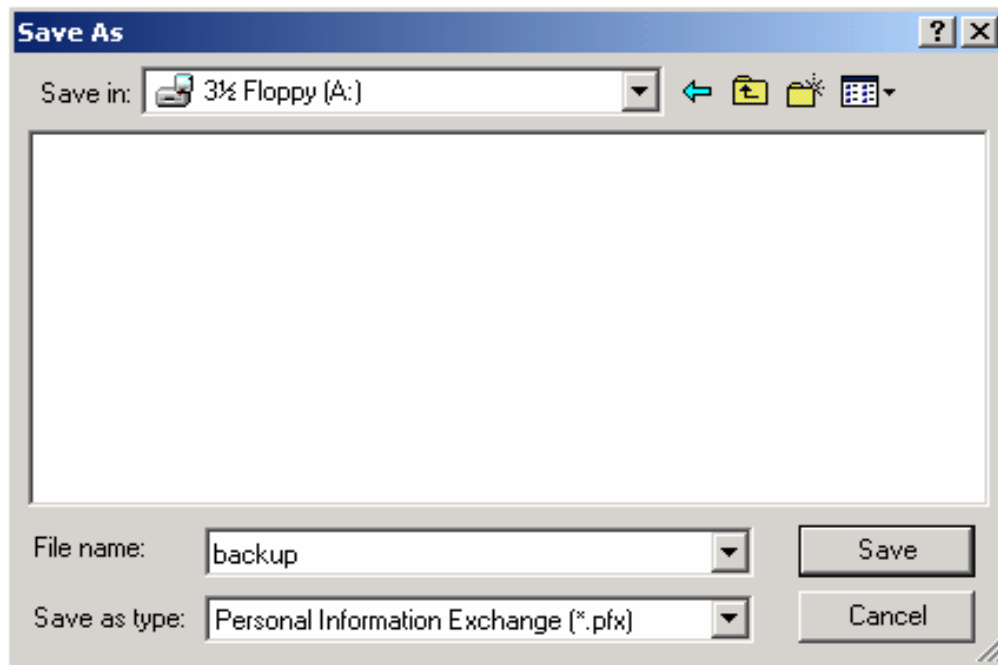 Save As
Save in: 3½ Floppy (A:)
File name: backup Save
Save as type: Personal Information Exchange (*.pfx) Cancel